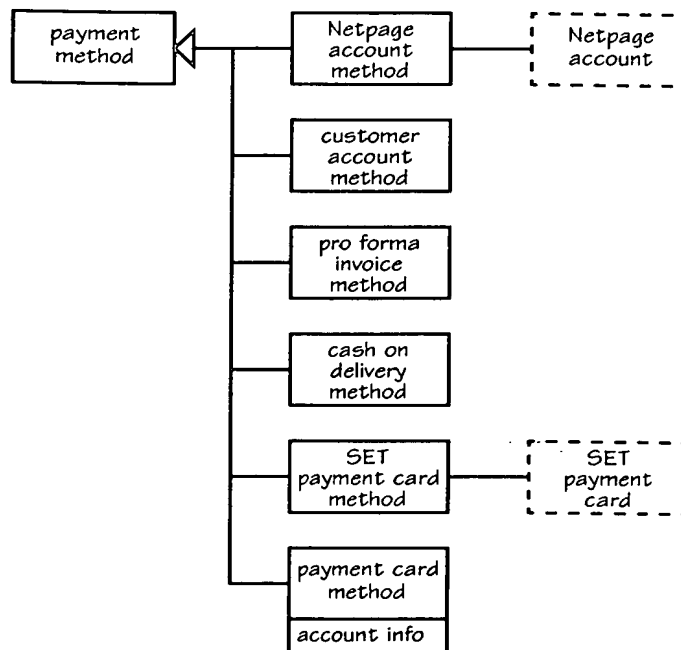 payment
method
Netpage
account
method
Netpage
account
customer
account
method
pro forma
invoice
method
cash on
delivery
method
SET
payment card
method
SET
payment
card
payment card
method
account info